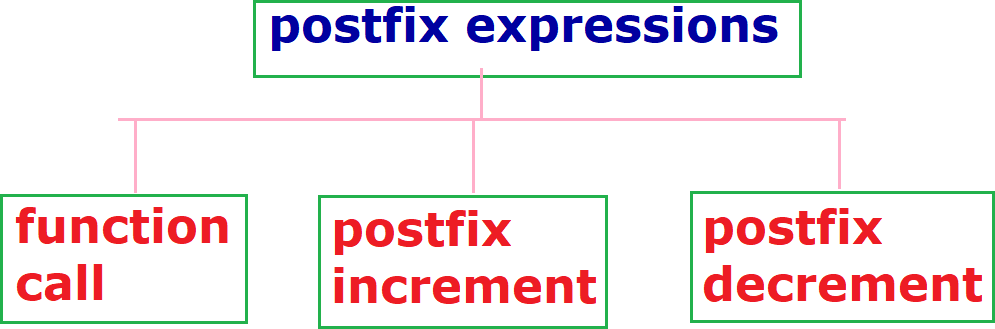 postfix expressions
function
call
postfix
increment
postfix
decrement